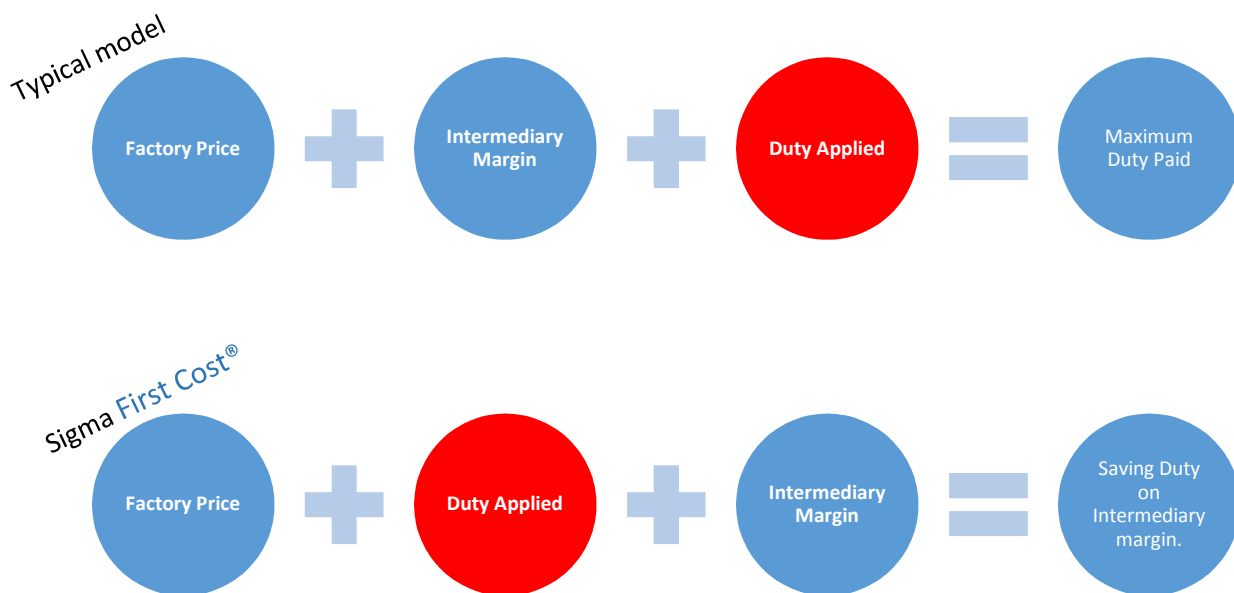 Typical model
Factory Price
Intermediary
Margin
Duty Applied
Maximum
Duty Paid
Sigma First Cost®
Factory Price
Duty Applied
Intermediary
Margin
Saving Duty
on
Intermediary
margin.